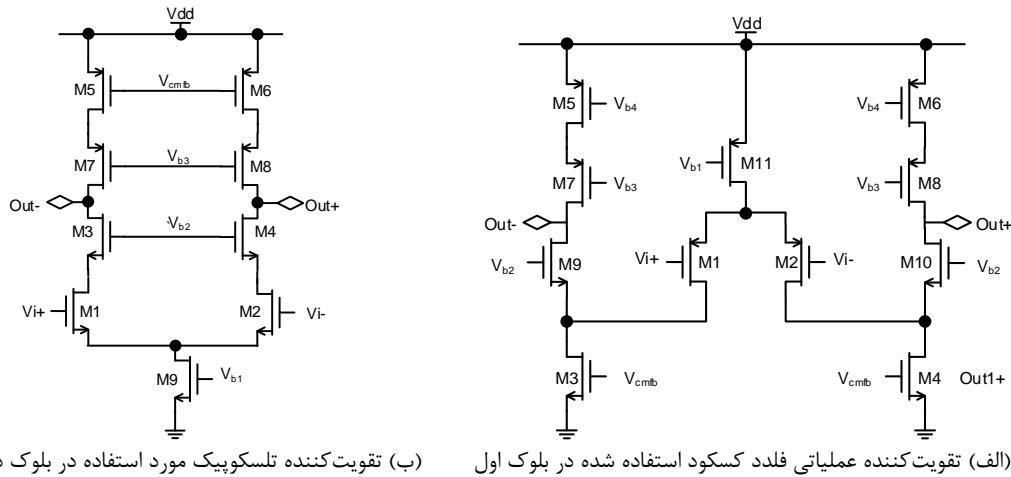 Vdd
M5
Vcmfb
M6
M7
Vb3
M8
Out-
Out+
M3
Vb2
M4
Vi+
M1
M2
Vi-
M9
Vb1
(ب) تقویت‌کننده تلسکوپیک مورد استفاده در بلوک
Vdd
M5
Vb4
Vb4
M6
Vb1
M11
M7
Vb3
Vb3
M8
Out-
Out+
Vb2
M9
Vi+
M1
M2
Vi-
M10
Vb2
M3
Vcmfb
Vcmfb
M4
Out1+
(الف) تقویت‌کننده عملیاتی فلدد کسکود استفاده شده در بلوک اول